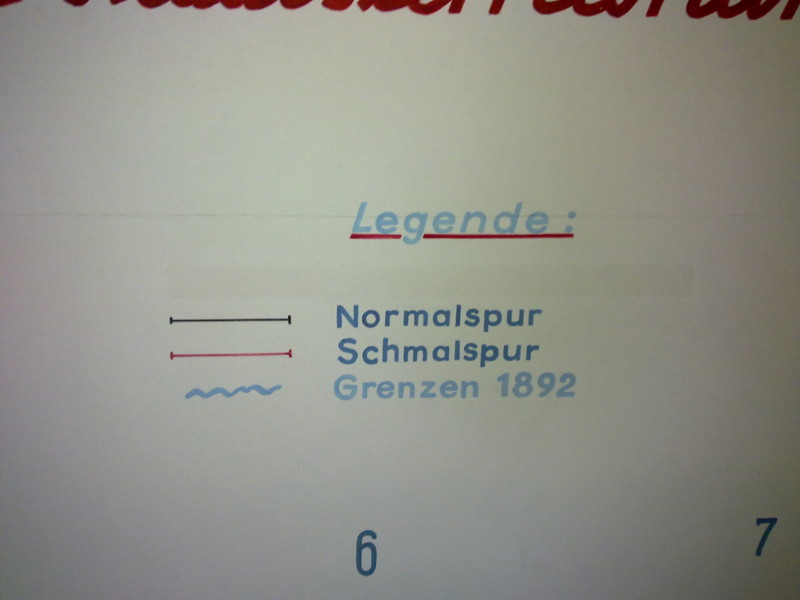 Legende:
Normalspur
Schmalspur
Grenzen 1892
6 7